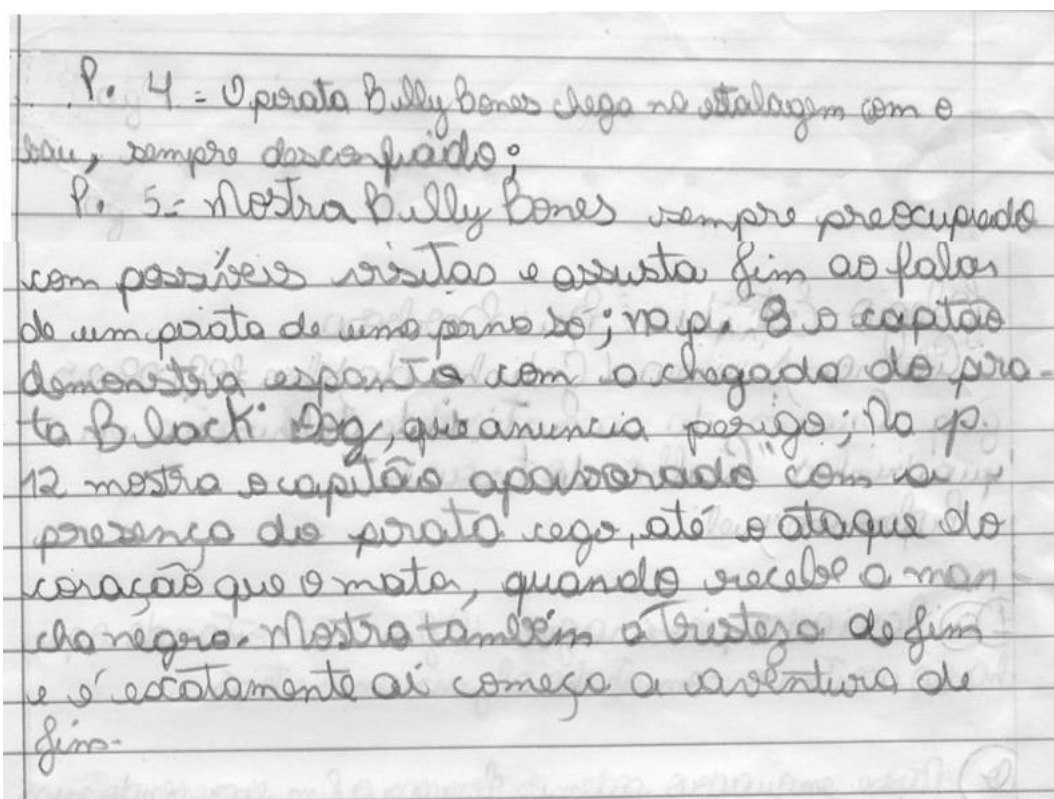 P. 4 = O pirata Billy Bones chega na estalagem com o
baú, sempre desconfiado;
P. 5 = Mostra Billy Bones sempre preocupado
com possíveis visitas e assusta Jim ao falar
de um pirata de uma perna só; na p. 8 o capitão
demonstra espanto com a chegada do pira-
ta Black Dog, que anuncia perigo; Na p.
12 mostra o capitão apavorado com a
presença do pirata cego, até o ataque do
coração que o mata, quando recebe a man
cha negra. Mostra também a tristeza de Jim
e é exatamente aí começa a aventura de
Jim.